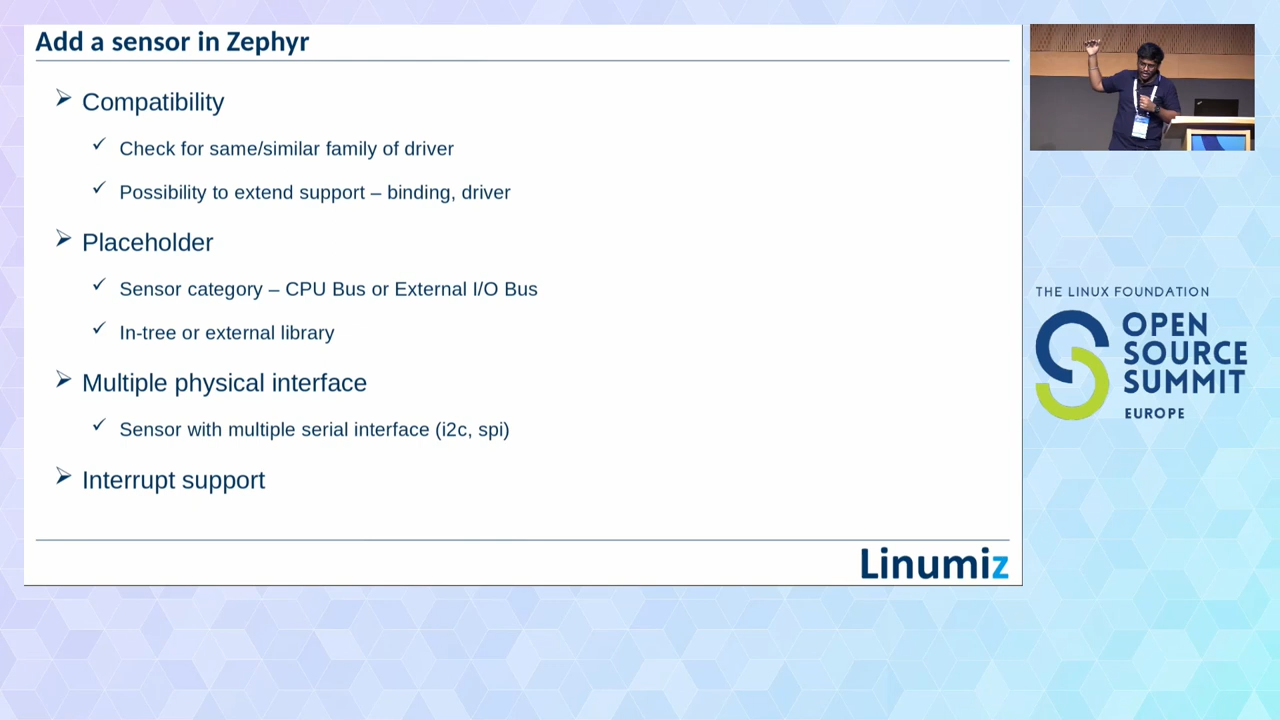 Add a sensor in Zephyr
Compatibility
Check for same/similar family of driver
Possibility to extend support – binding, driver
Placeholder
Sensor category – CPU Bus or External I/O Bus
In-tree or external library
Multiple physical interface
Sensor with multiple serial interface (i2c, spi)
Interrupt support
Linumiz
THE LINUX FOUNDATION
OPEN
SOURCE
SUMMIT
EUROPE